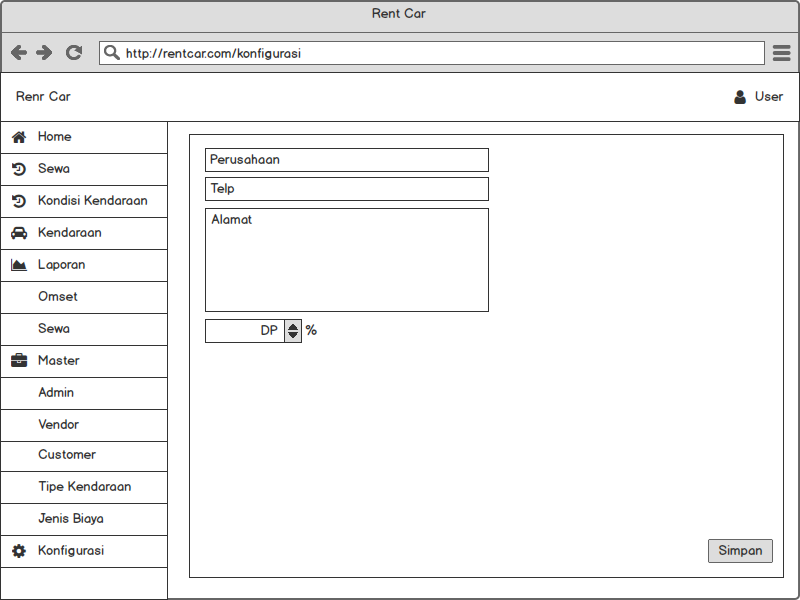 Rent Car
http://rentcar.com/konfigurasi
Renr Car
User
Home
Sewa
Kondisi Kendaraan
Kendaraan
Laporan
Omset
Sewa
Master
Admin
Vendor
Customer
Tipe Kendaraan
Jenis Biaya
Konfigurasi
Perusahaan
Telp
Alamat
DP %
Simpan